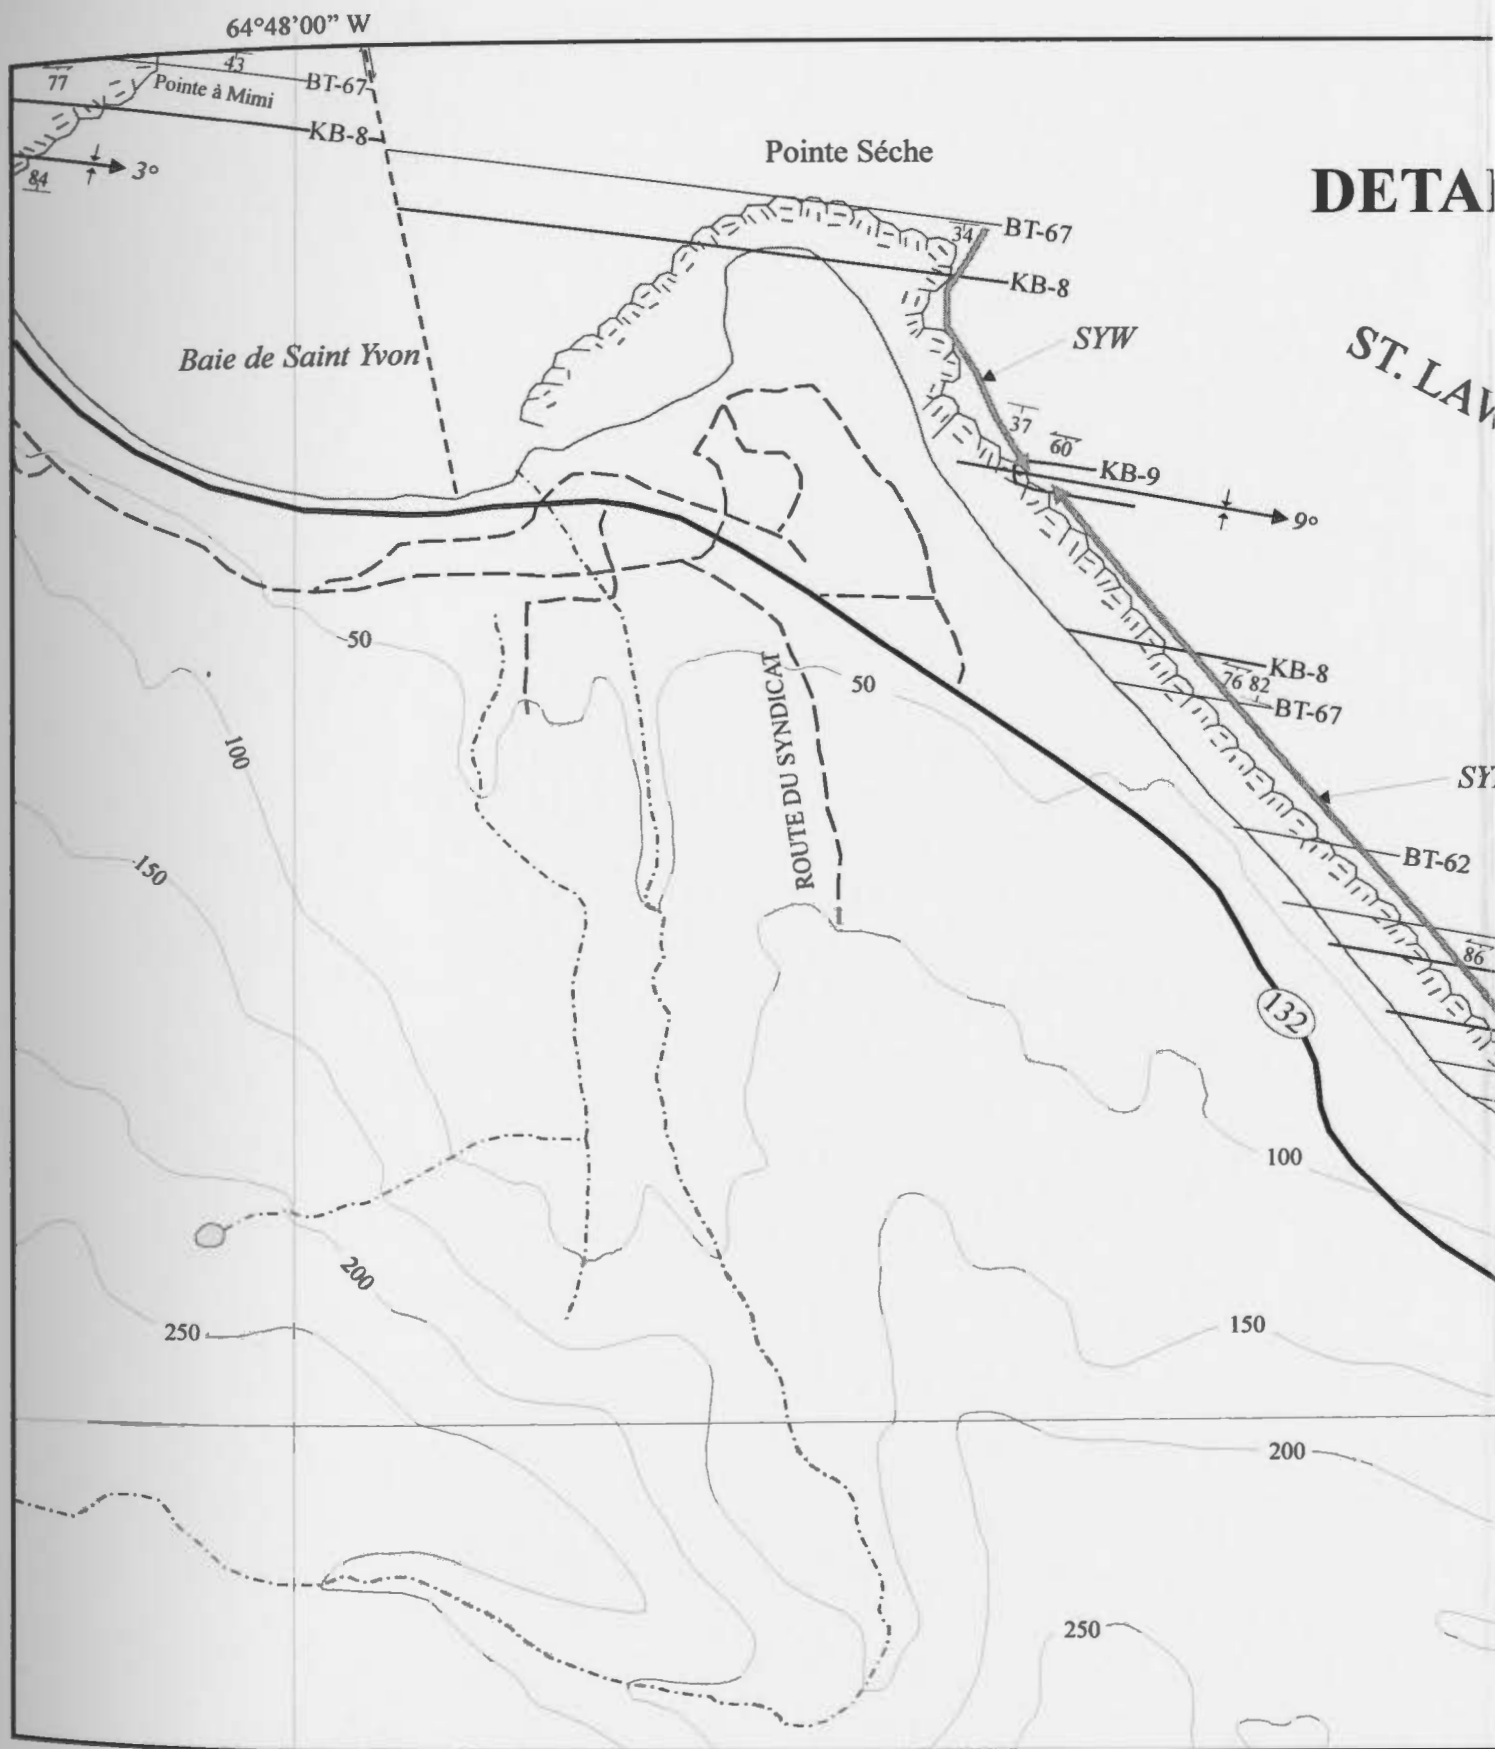 64°48'00” W
77
43
Pointe à Mimi
BT-67
KB-8
3°
84
Pointe Séche
DETAI
34
BT-67
KB-8
SYW
ST. LAW
Baie de Saint Yvon
37
60
KB-9
9°
50
50
KB-8
76 82
BT-67
ROUTE DU SYNDICAT
100
SY
150
BT-62
86
132
100
200
250
150
200
250